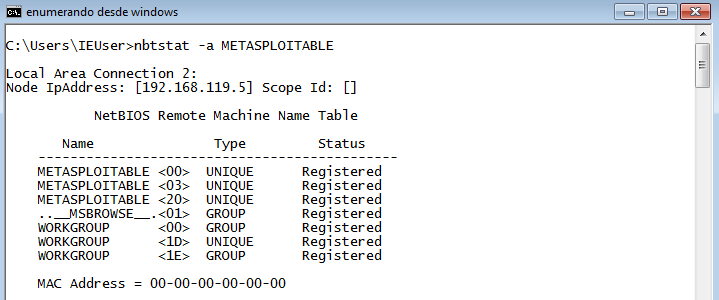 enumerando desde windows
C:\Users\IEUser>nbtstat -a METASPLOITABLE
Local Area Connection 2:
Node IpAddress: [192.168.119.5] Scope Id: []
NetBIOS Remote Machine Name Table
Name Type Status
---------------------------------------------
METASPLOITABLE <00> UNIQUE Registered
METASPLOITABLE <03> UNIQUE Registered
METASPLOITABLE <20> UNIQUE Registered
..__MSBROWSE__.<01> GROUP Registered
WORKGROUP <00> GROUP Registered
WORKGROUP <1D> UNIQUE Registered
WORKGROUP <1E> GROUP Registered
MAC Address = 00-00-00-00-00-00